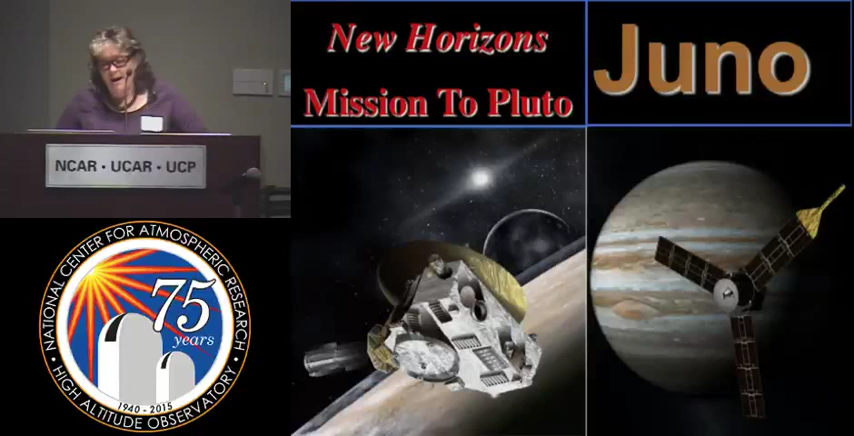 New Horizons
Mission To Pluto
Juno
NCAR • UCAR • UCP
NATIONAL CENTER FOR ATMOSPHERIC RESEARCH
75
years
1940 - 2015
HIGH ALTITUDE OBSERVATORY